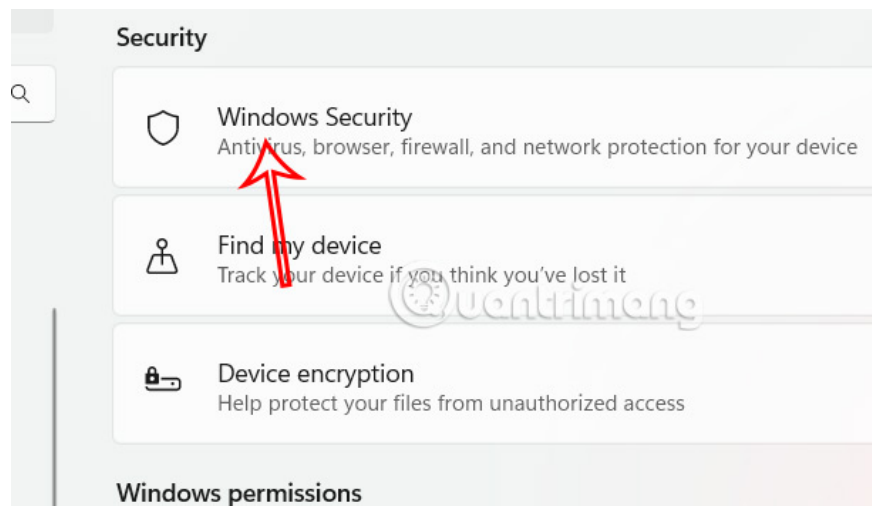 Security
Windows Security
Antivirus, browser, firewall, and network protection for your device
Find my device
Track your device if you think you've lost it
Quantrimang
Device encryption
Help protect your files from unauthorized access
Windows permissions